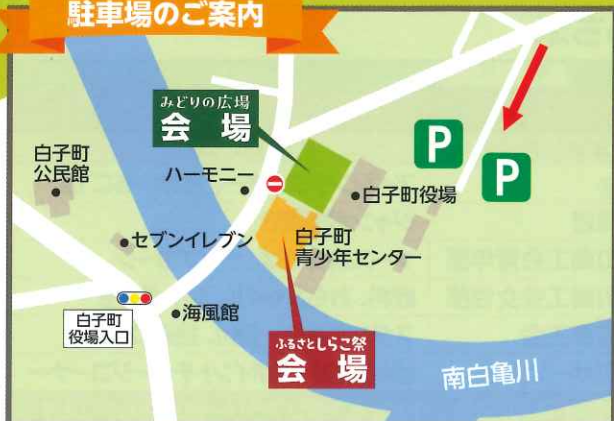 駐車場のご案内
みどりの広場
会場
白子町
公民館
ハーモニー
P
P
白子町役場
セブンイレブン
白子町
青少年センター
白子町
役場入口
海風館
ふるさとしらこ祭
会場
南白亀川